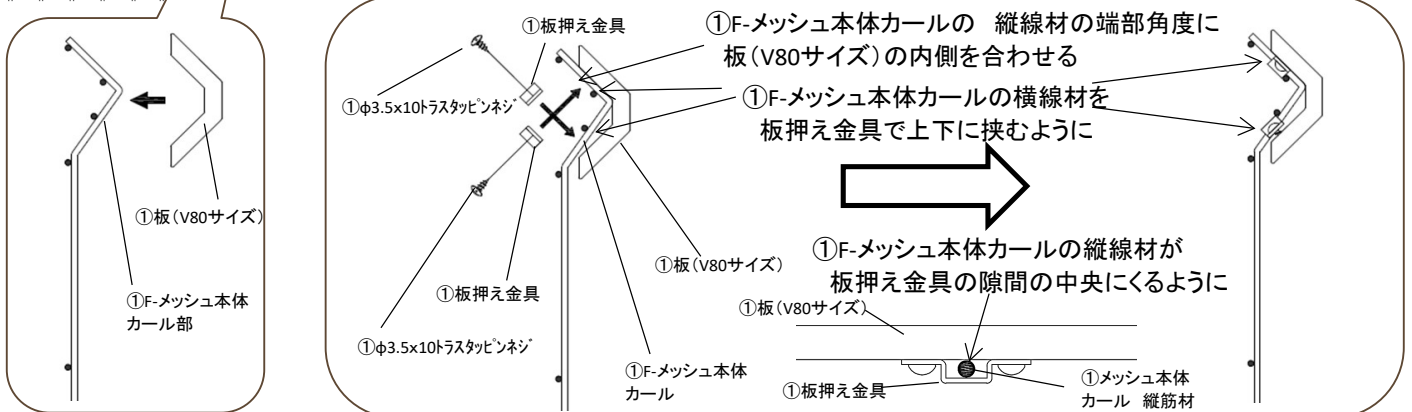 ①板（V80サイズ）
①F-メッシュ本体
カール部
①板押え金具
①φ3.5x10トラスタッピンネジ
①F-メッシュ本体カールの　縦線材の端部角度に
板（V80サイズ）の内側を合わせる
①F-メッシュ本体カールの横線材を
板押え金具で上下に挟むように
①板（V80サイズ）
①板押え金具
①φ3.5x10トラスタッピンネジ
①F-メッシュ本体
カール
①F-メッシュ本体カールの縦線材が
板押え金具の隙間の中央にくるように
①板（V80サイズ）
①板押え金具
①メッシュ本体
カール　縦筋材